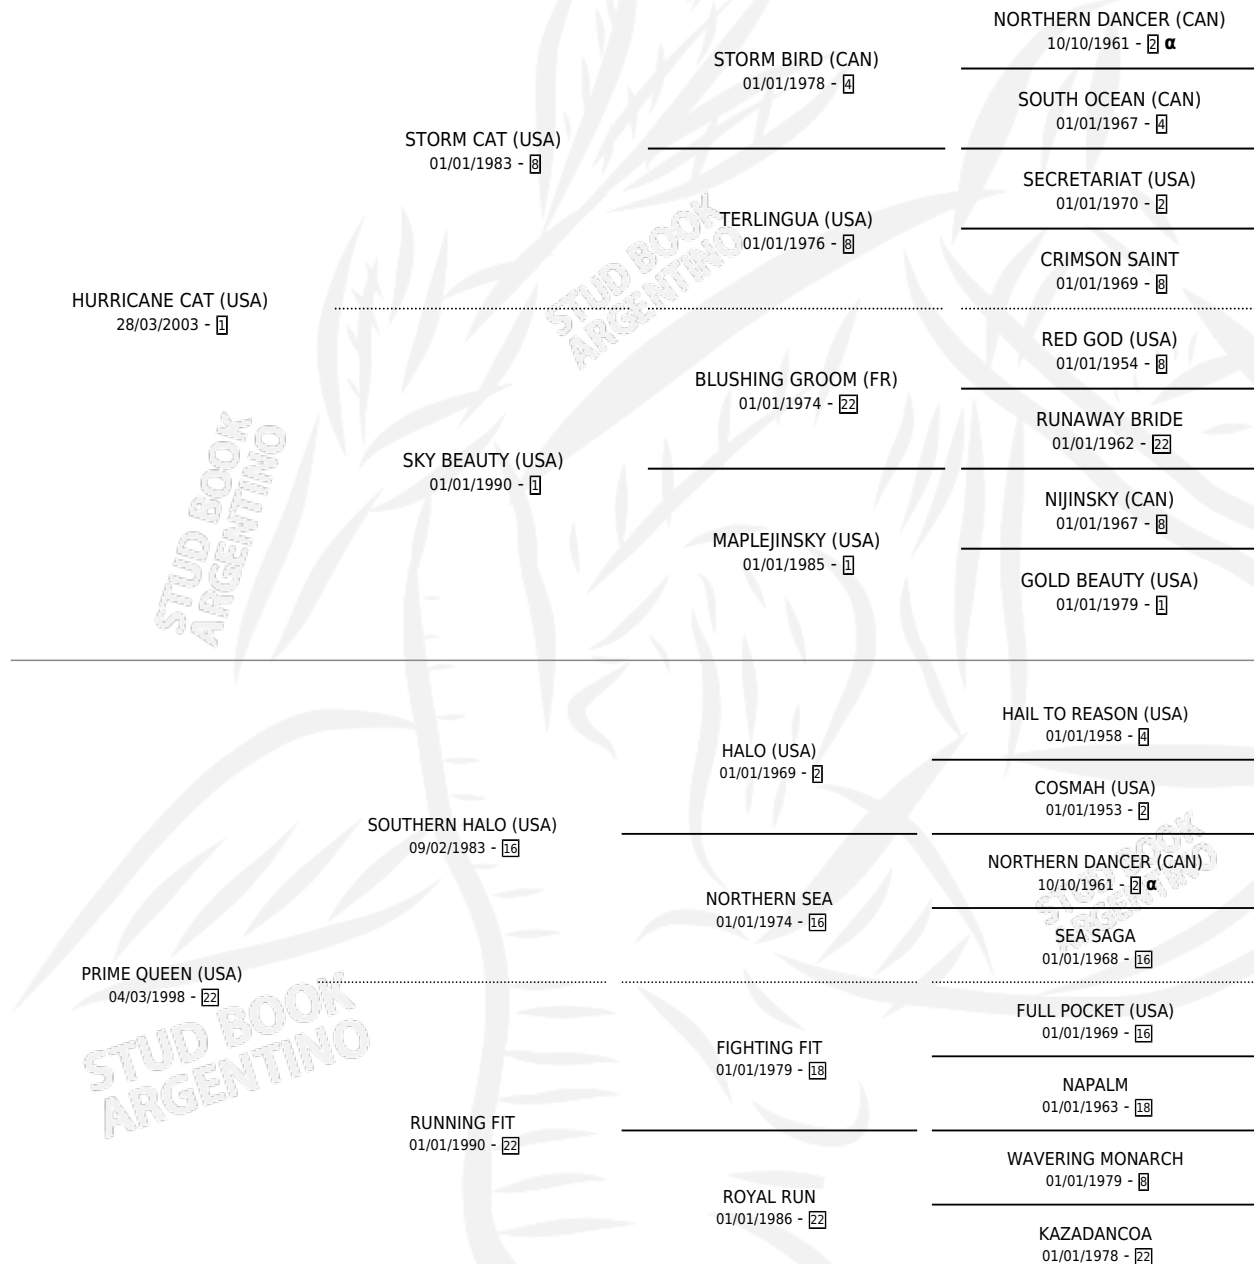 NORTHERN DANCER (CAN)
10/10/1961 - 2 α
STORM BIRD (CAN)
01/01/1978 - 4
SOUTH OCEAN (CAN)
01/01/1967 - 4
STORM CAT (USA)
01/01/1983 - 8
SECRETARIAT (USA)
01/01/1970 - 2
TERLINGUA (USA)
01/01/1976 - 8
CRIMSON SAINT
01/01/1969 - 8
HURRICANE CAT (USA)
28/03/2003 - 1
RED GOD (USA)
01/01/1954 - 8
BLUSHING GROOM (FR)
01/01/1974 - 22
RUNAWAY BRIDE
01/01/1962 - 22
SKY BEAUTY (USA)
01/01/1990 - 1
NIJINSKY (CAN)
01/01/1967 - 8
MAPLEJINSKY (USA)
01/01/1985 - 1
GOLD BEAUTY (USA)
01/01/1979 - 1
HAIL TO REASON (USA)
01/01/1958 - 4
HALO (USA)
01/01/1969 - 2
COSMAH (USA)
01/01/1953 - 2
SOUTHERN HALO (USA)
09/02/1983 - 16
NORTHERN DANCER (CAN)
10/10/1961 - 2 α
NORTHERN SEA
01/01/1974 - 16
SEA SAGA
01/01/1968 - 16
PRIME QUEEN (USA)
04/03/1998 - 22
FULL POCKET (USA)
01/01/1969 - 16
FIGHTING FIT
01/01/1979 - 18
NAPALM
01/01/1963 - 18
RUNNING FIT
01/01/1990 - 22
WAVERING MONARCH
01/01/1979 - 8
ROYAL RUN
01/01/1986 - 22
KAZADANCOA
01/01/1978 - 22
STUD BOOK
ARGENTINO
STUD BOOK
ARGENTINO
STUD BOOK
ARGENTINO
STUD BOOK
ARGENTINO